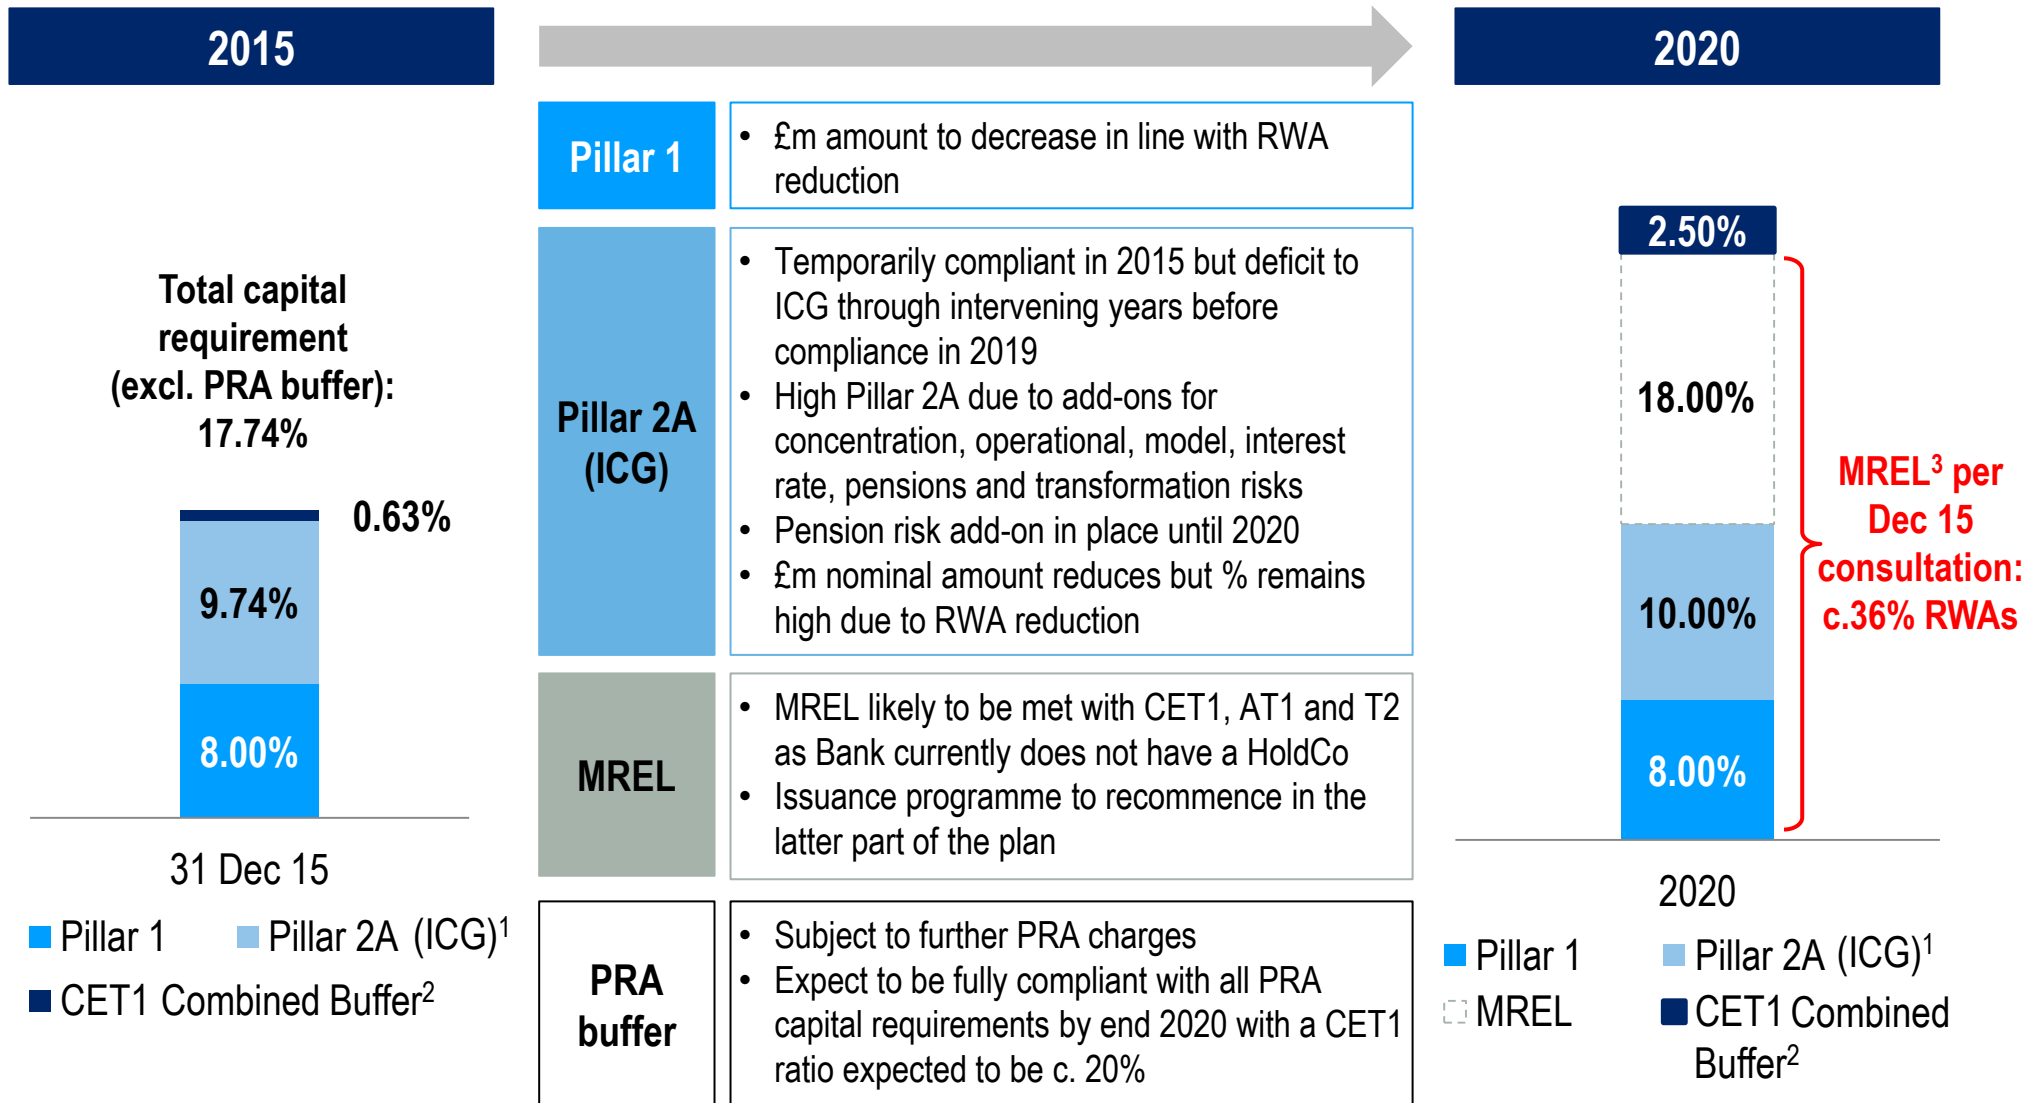 2015
2020
Total capital
requirement
(excl. PRA buffer):
17.74%
0.63%
9.74%
8.00%
31 Dec 15
Pillar 1
Pillar 2A (ICG)1
CET1 Combined Buffer2
Pillar 1
• £m amount to decrease in line with RWA
reduction
Pillar 2A
(ICG)
• Temporarily compliant in 2015 but deficit to
ICG through intervening years before
compliance in 2019
• High Pillar 2A due to add-ons for
concentration, operational, model, interest
rate, pensions and transformation risks
• Pension risk add-on in place until 2020
• £m nominal amount reduces but % remains
high due to RWA reduction
MREL
• MREL likely to be met with CET1, AT1 and T2
as Bank currently does not have a HoldCo
• Issuance programme to recommence in the
latter part of the plan
PRA
buffer
• Subject to further PRA charges
• Expect to be fully compliant with all PRA
capital requirements by end 2020 with a CET1
ratio expected to be c. 20%
2.50%
18.00%
10.00%
8.00%
MREL3 per
Dec 15
consultation:
c.36% RWAs
2020
Pillar 1
Pillar 2A (ICG)1
MREL
CET1 Combined
Buffer2